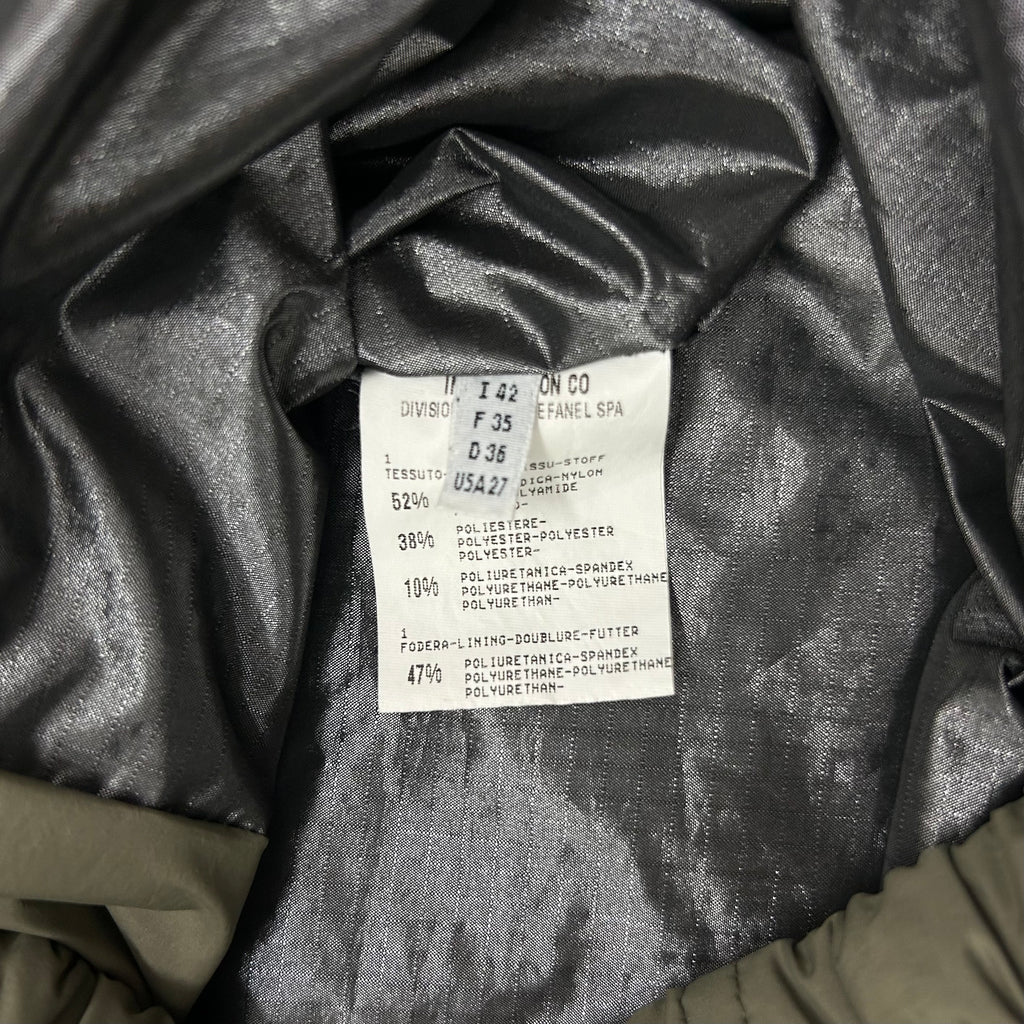 ON CO
DIVISIO EFANEL SPA
I 42
F 35
D 36
USA 27
1
TESSUTO- SSU-STOFF
52% DICA-NYLON
LYAMIDE
38% POLIESTERE-
POLYESTER-POLYESTER
POLYESTER-
10% POLIURETANICA-SPANDEX
POLYURETHANE-POLYURETHANE
POLYURETHAN-
1
FODERA-LINING-DOUBLURE-FUTTER
47% POLIURETANICA-SPANDEX
POLYURETHANE-POLYURETHANE
POLYURETHAN-